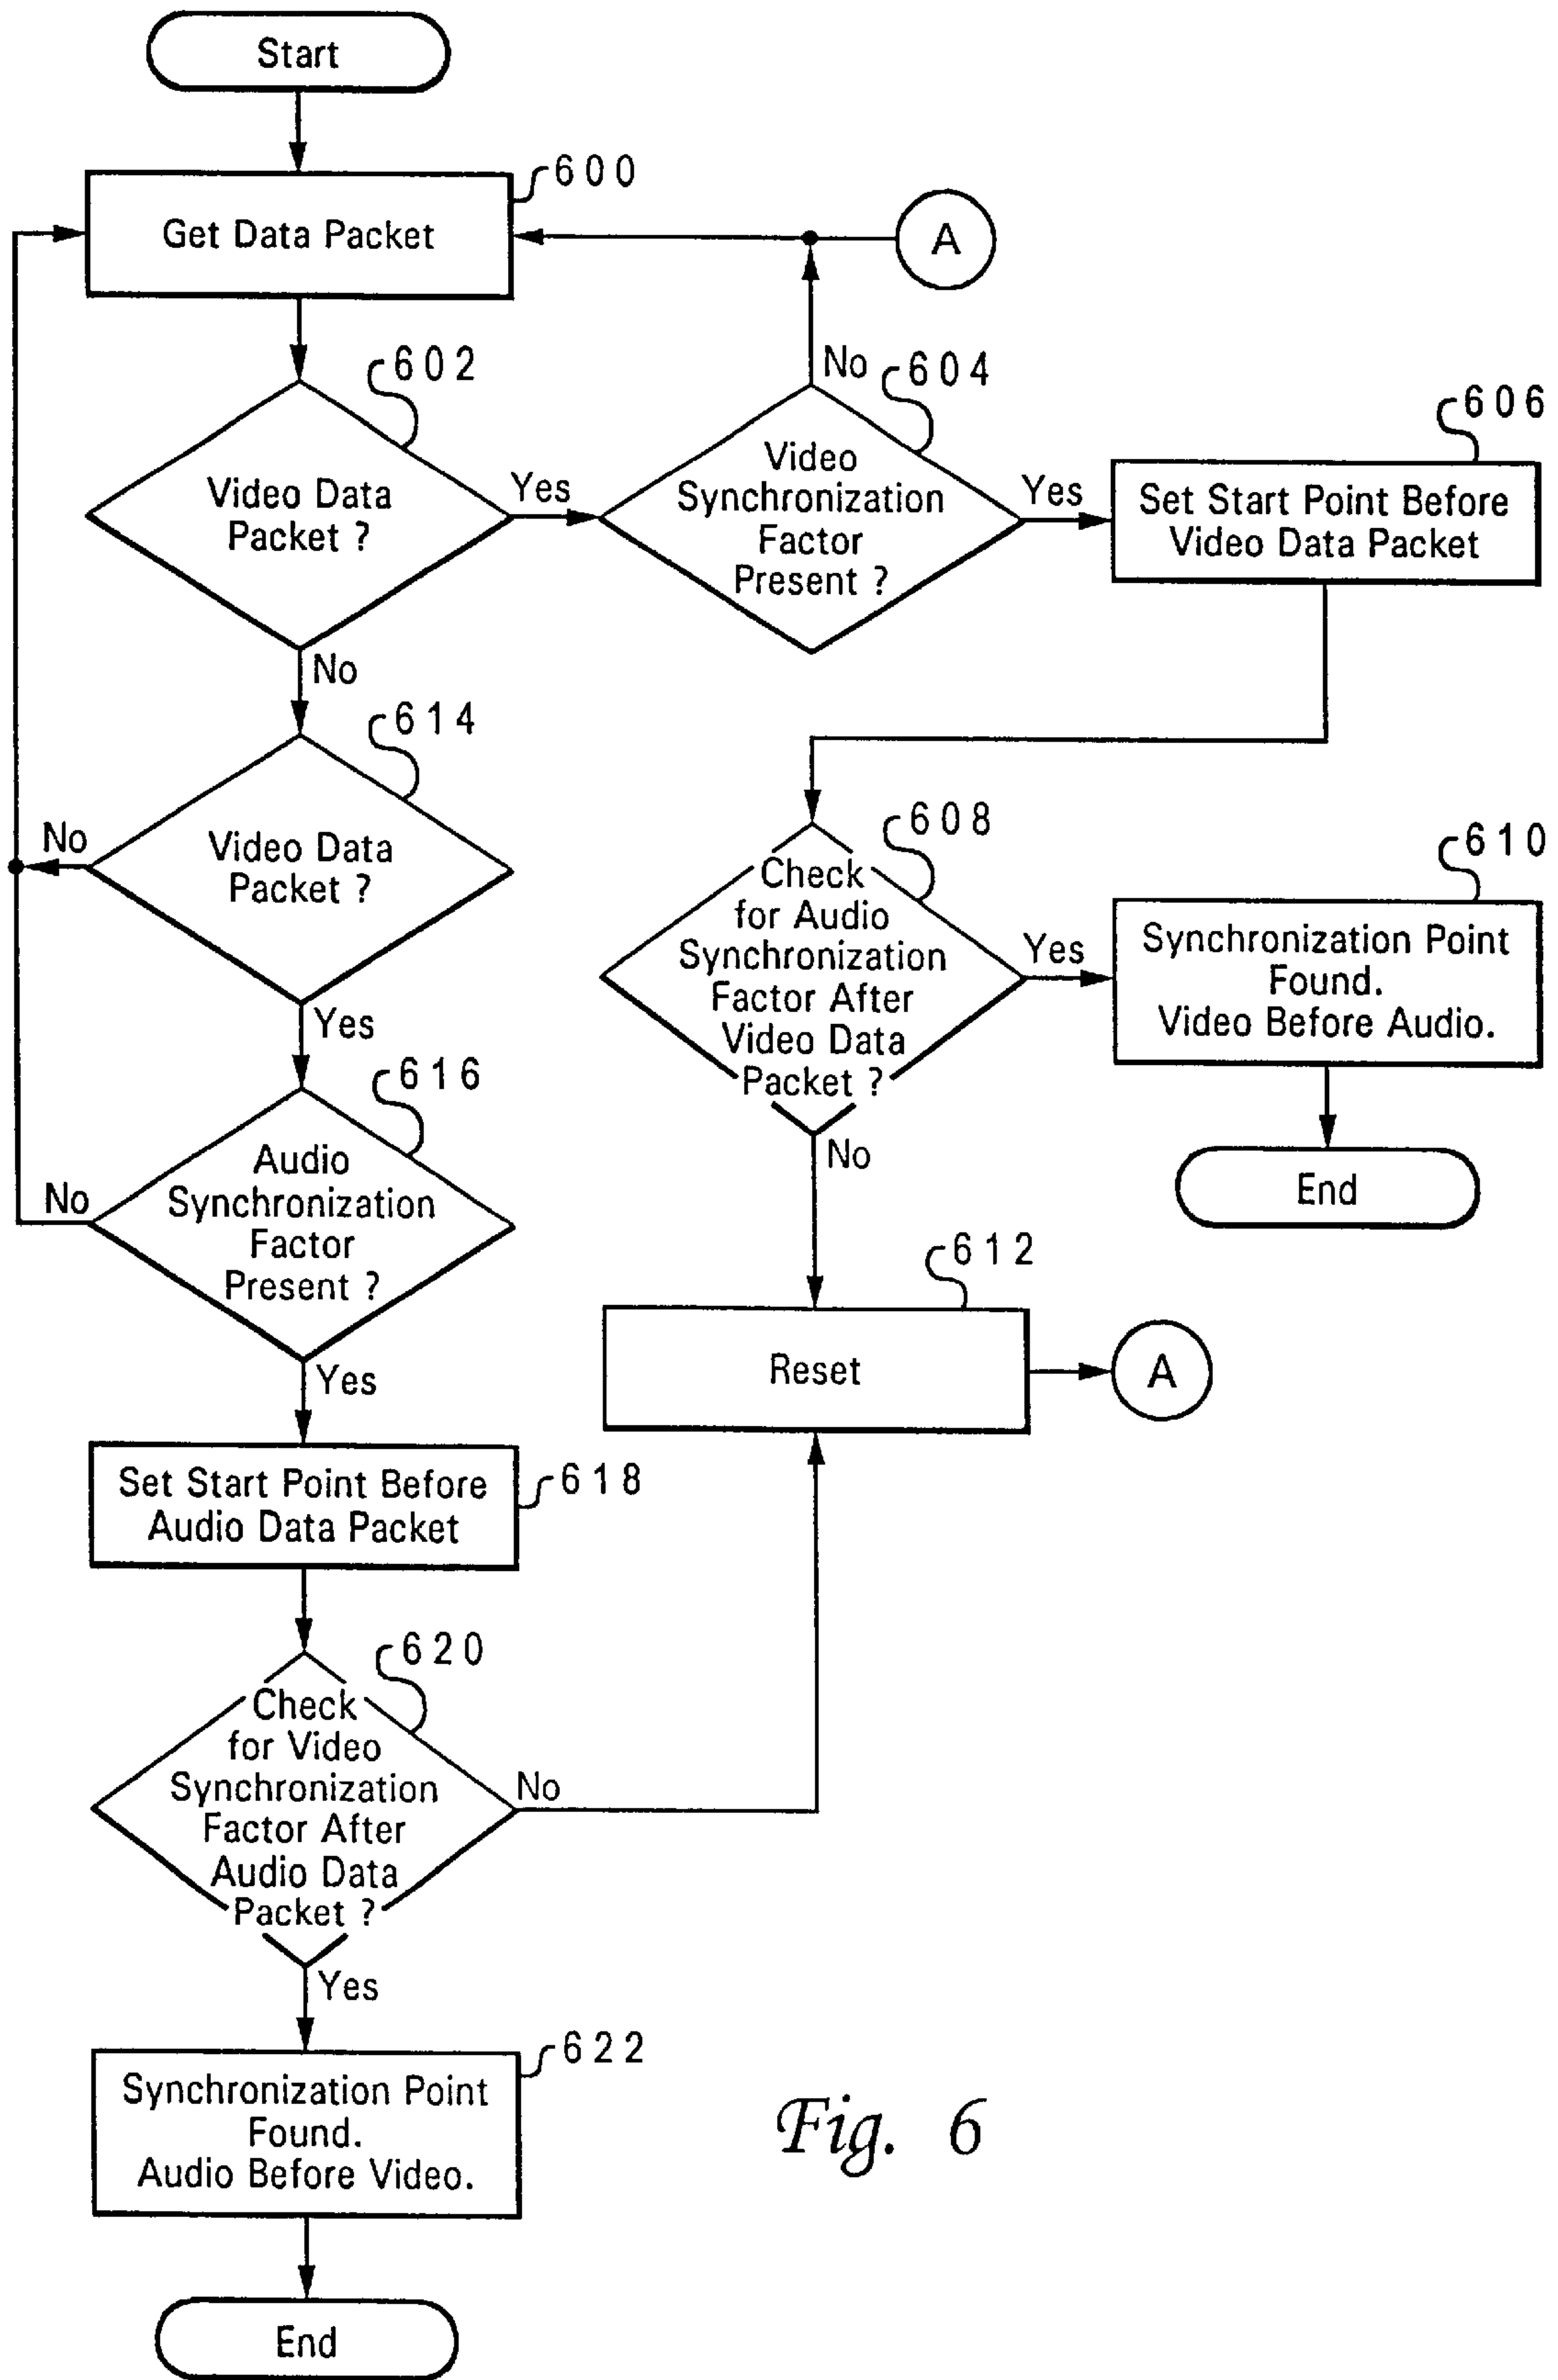 Start
600
Get Data Packet
A
602
Video Data
Packet ?
Yes
No
604
Video
Synchronization
Factor
Present ?
No
Yes
606
Set Start Point Before
Video Data Packet
614
Video Data
Packet ?
No
Yes
608
Check
for Audio
Synchronization
Factor After
Video Data
Packet ?
Yes
No
610
Synchronization Point
Found.
Video Before Audio.
End
616
Audio
Synchronization
Factor
Present ?
No
Yes
612
Reset
A
618
Set Start Point Before
Audio Data Packet
620
Check
for Video
Synchronization
Factor After
Audio Data
Packet ?
No
Yes
622
Synchronization Point
Found.
Audio Before Video.
End
Fig. 6